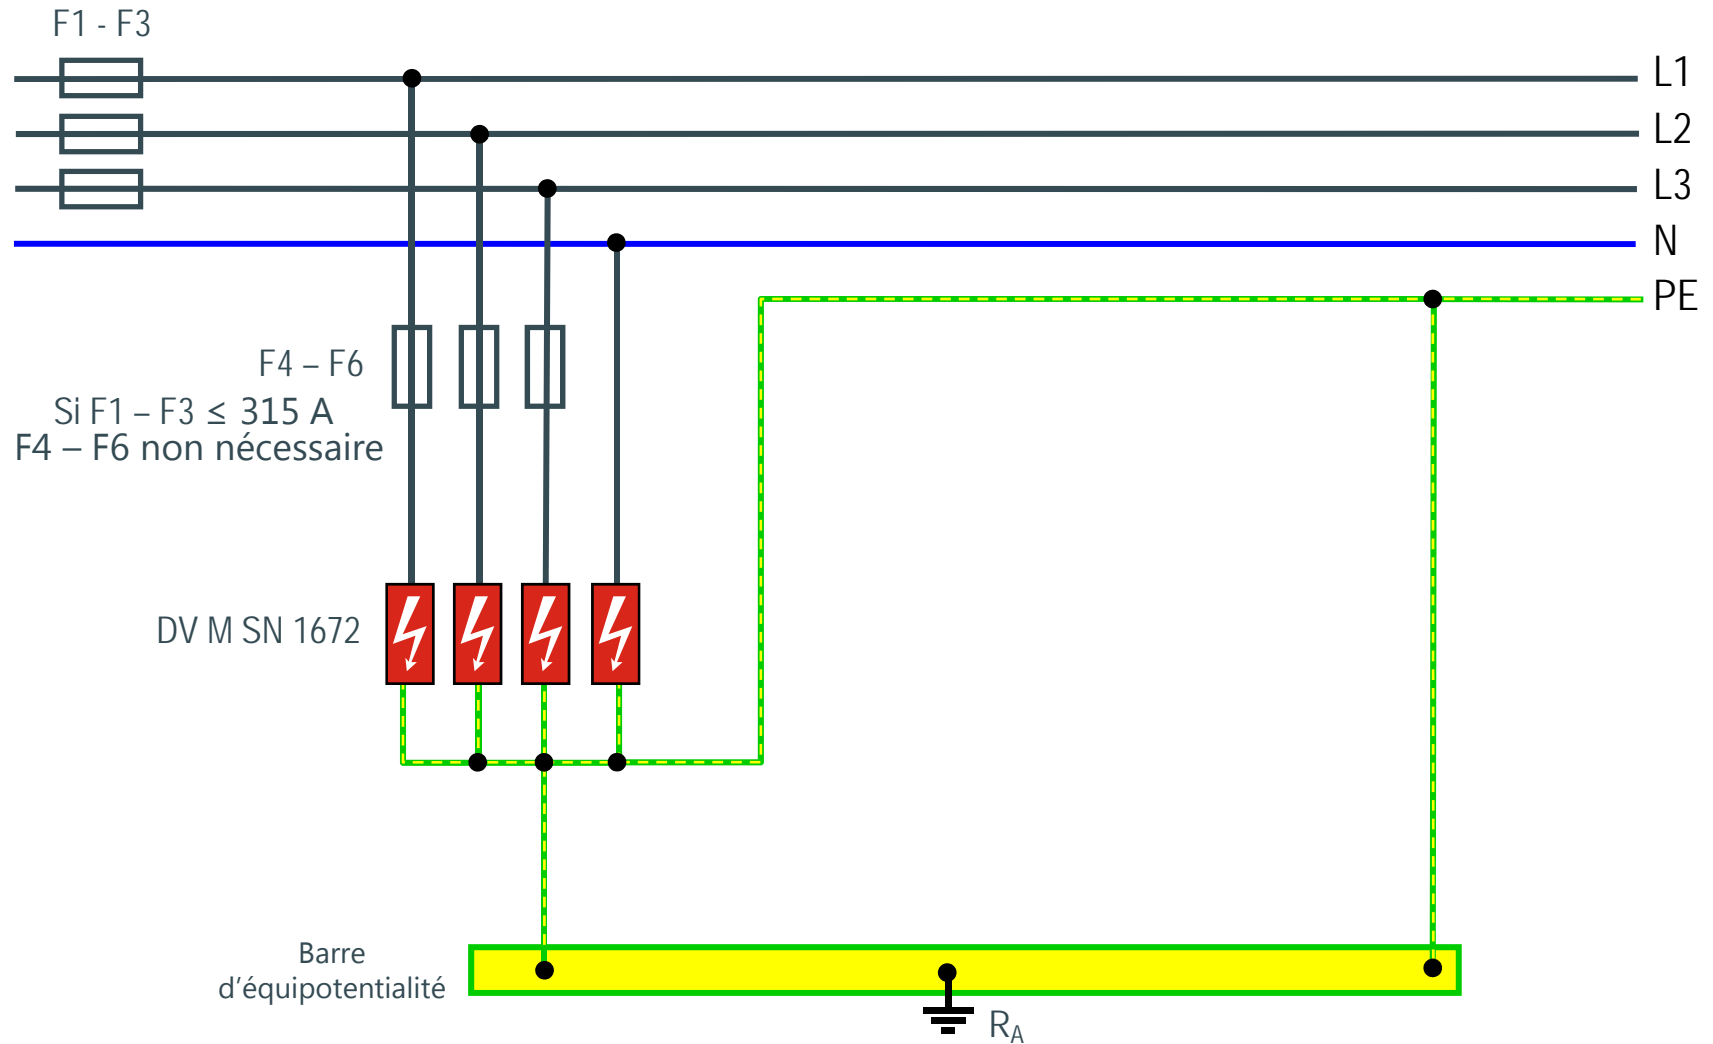 F1 - F3
L1
L2
L3
N
PE
F4 – F6
Si F1 – F3 ≤ 315 A
F4 – F6 non nécessaire
DV M SN 1672
Barre
d'équipotentialité
RA